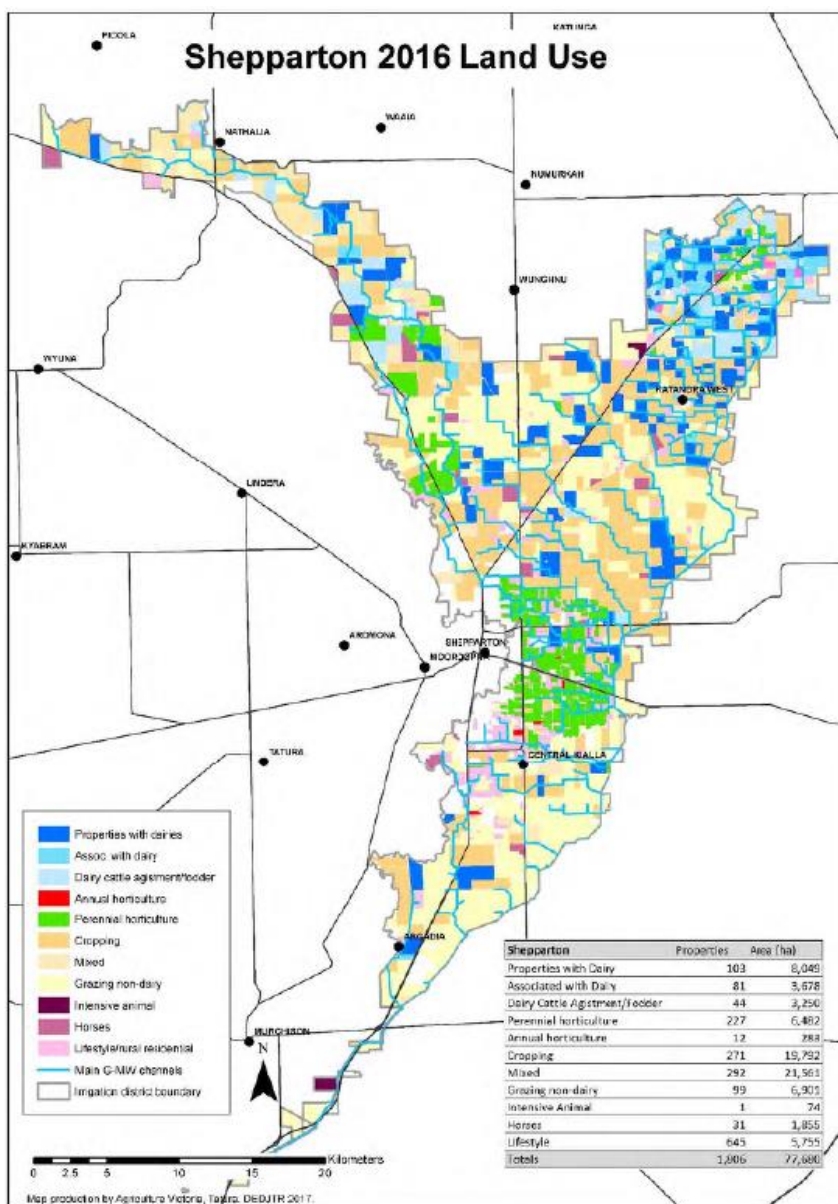 PICOLA
KATUNGA
Shepparton 2016 Land Use
WAAIA
NATHALIA
NUMURKAH
WUNGHNU
WYUNA
KATANDRA WEST
UNDERA
KYABRAM
ARDMONA
SHEPPARTON
MOOROOPNA
TATURA
CENTRAL KIALLA
ARCADIA
MURCHISON
N
Properties with dairies
Assoc. with dairy
Dairy cattle agistment/fodder
Annual horticulture
Perennial horticulture
Cropping
Mixed
Grazing non-dairy
Intensive animal
Horses
Lifestyle/rural residential
Main G-MW channels
Irrigation district boundary
Shepparton Properties Area (ha)
Properties with Dairy 103 8,049
Associated with Dairy 81 3,678
Dairy Cattle Agistment/Fodder 44 3,250
Perennial horticulture 227 6,482
Annual horticulture 12 283
Cropping 271 19,792
Mixed 292 21,561
Grazing non-dairy 99 6,901
Intensive Animal 1 74
Horses 31 1,855
Lifestyle 645 5,755
Totals 1,806 77,680
Kilometers
0 2.5 5 10 15 20
Map production by Agriculture Victoria, Tatura. DEDJTR 2017.